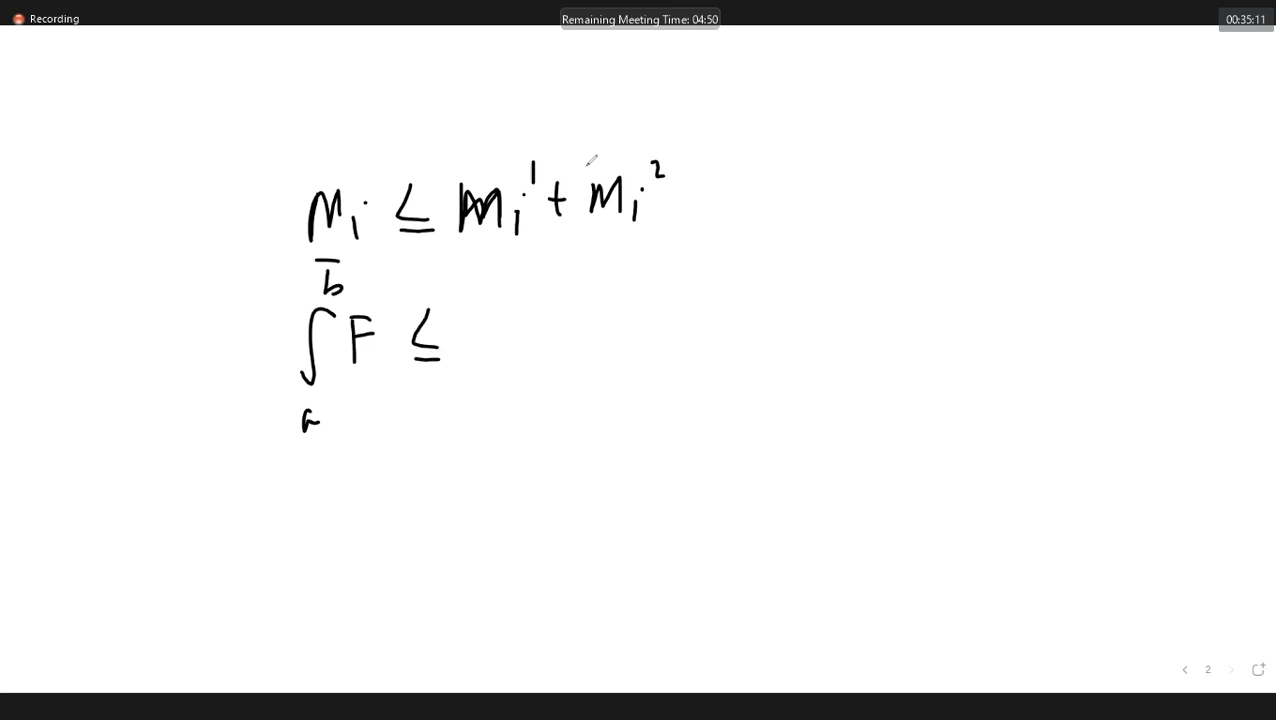 Recording
Remaining Meeting Time: 04:50
00:35:11
Mᵢ ≤ Mᵢ¹ + Mᵢ²
b
∫ F ≤
a
2